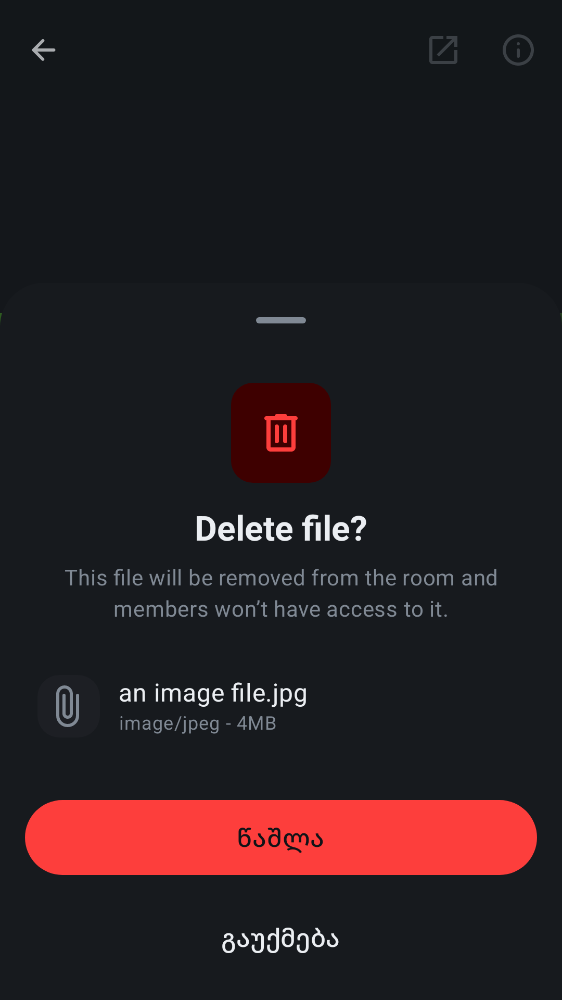 Delete file?
This file will be removed from the room and
members won’t have access to it.
an image file.jpg
image/jpeg - 4MB
წაშლა
გაუქმება